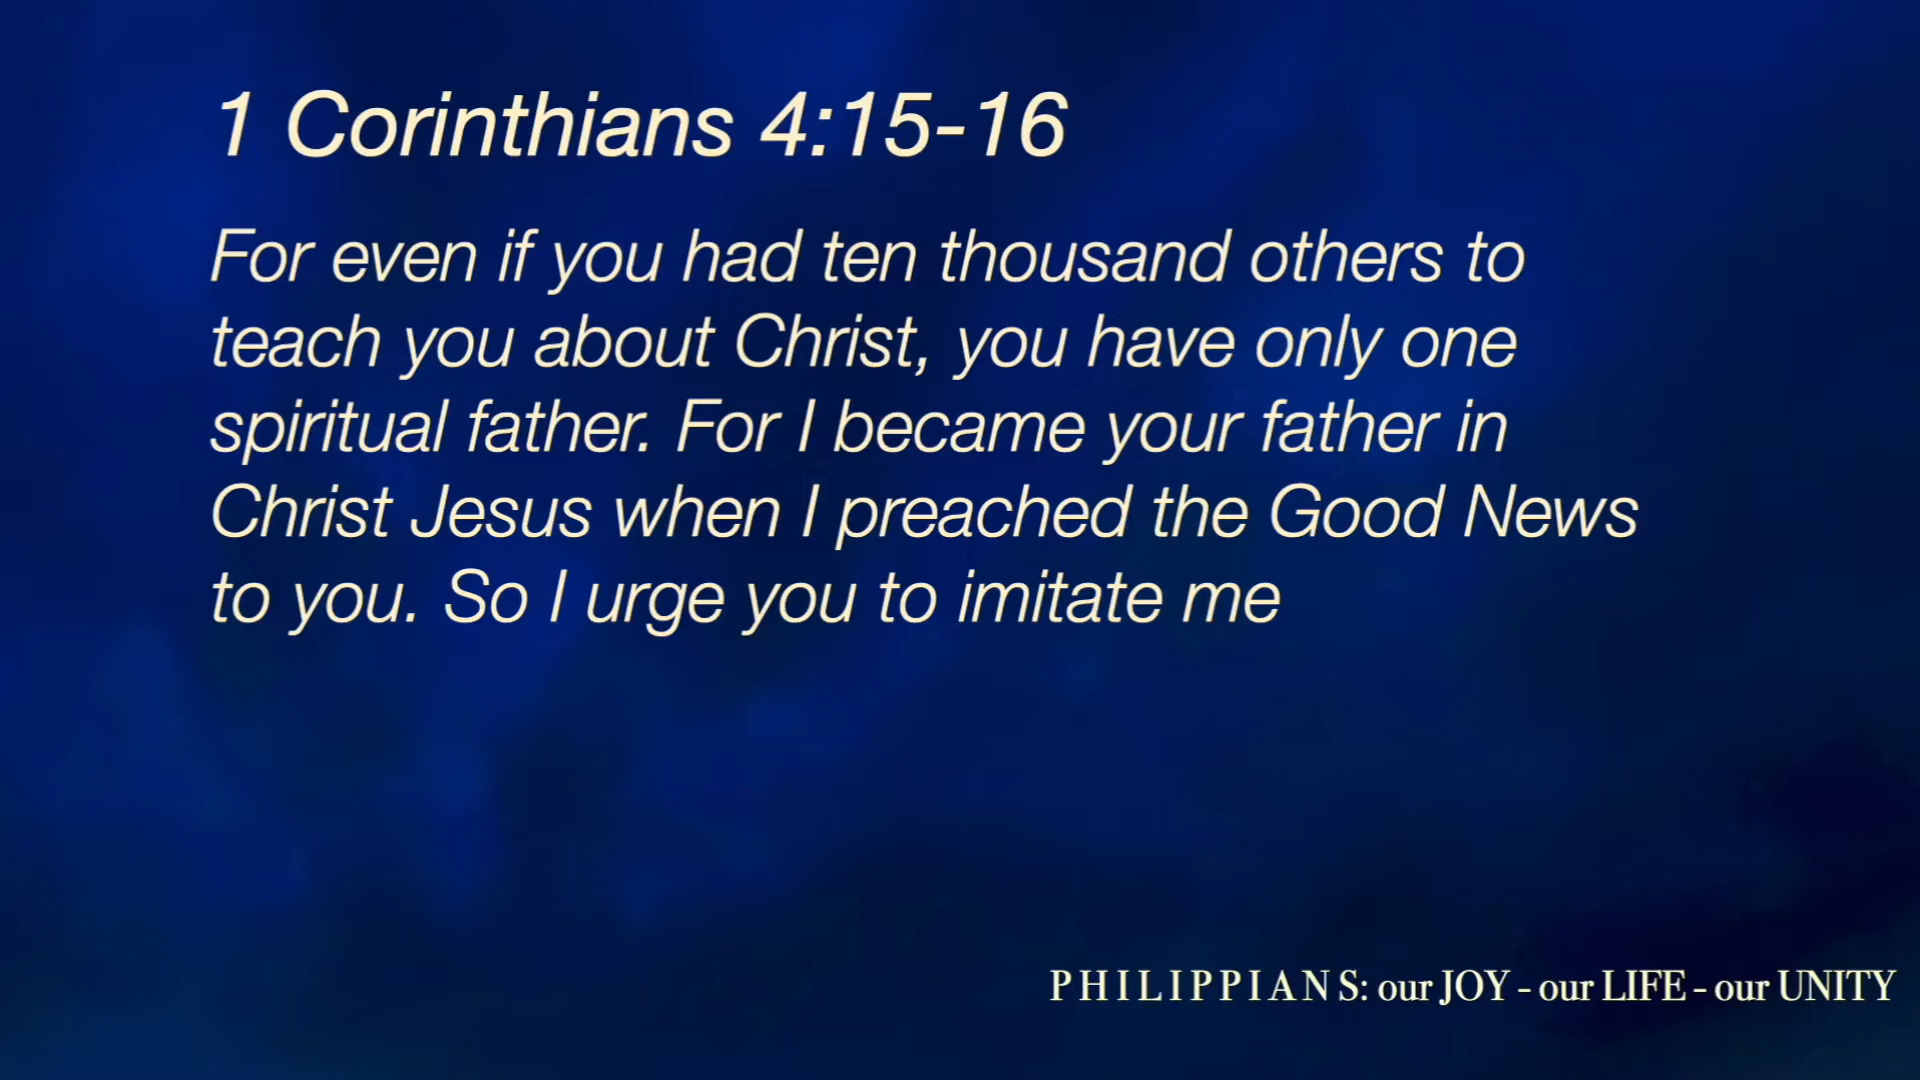 1 Corinthians 4:15-16
For even if you had ten thousand others to
teach you about Christ, you have only one
spiritual father. For I became your father in
Christ Jesus when I preached the Good News
to you. So I urge you to imitate me
PHILIPPIANS: our JOY - our LIFE - our UNITY